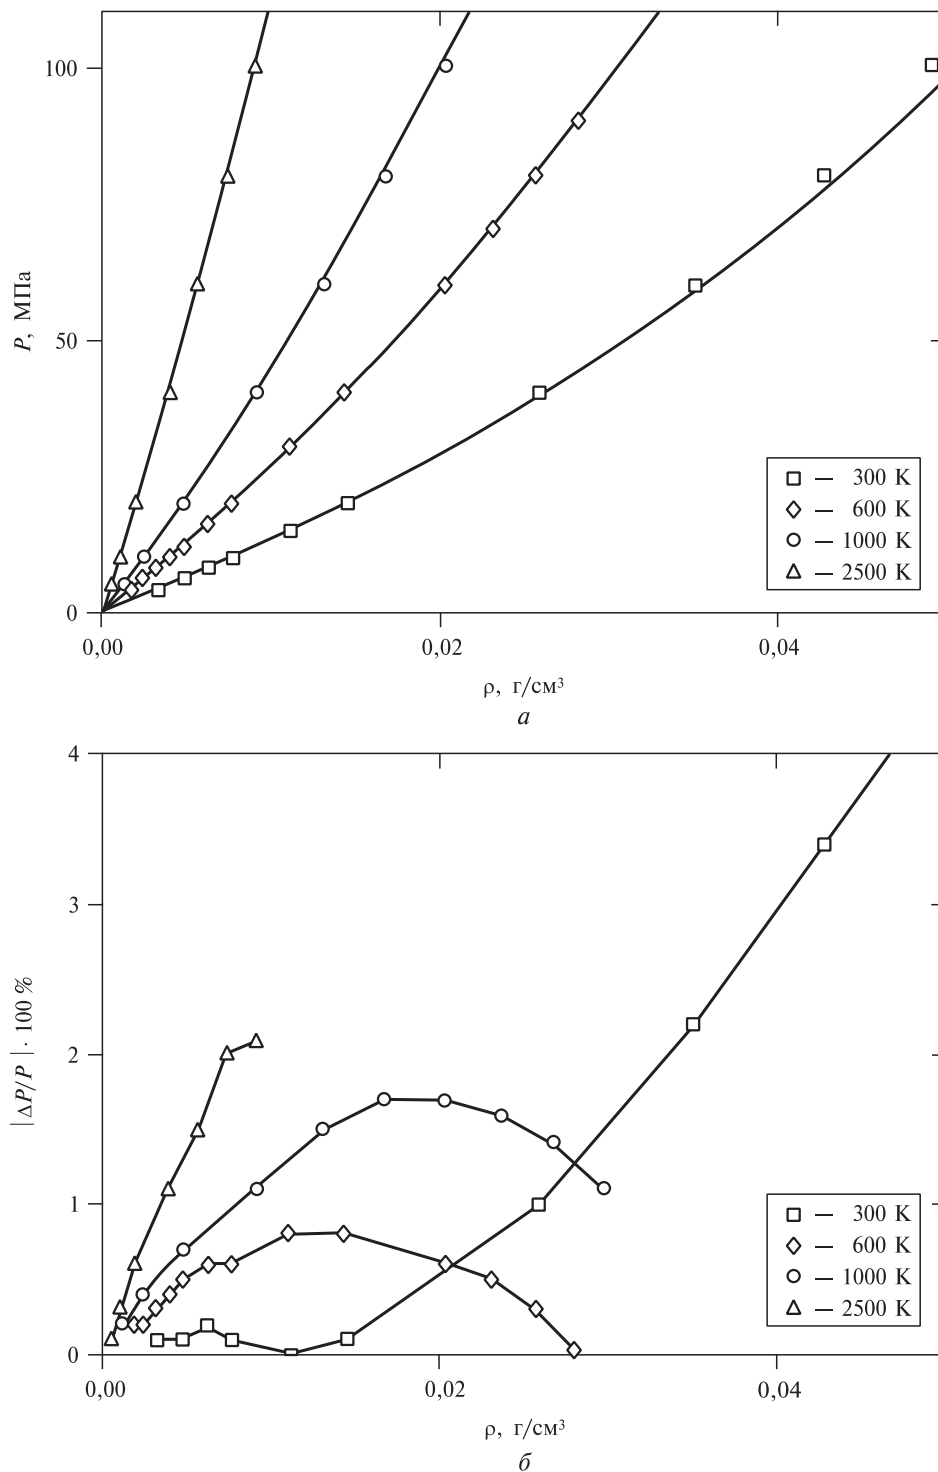 100
50
0
P, МПа
0,00
0,02
0,04
ρ, г/см³
а
□ — 300 К
◇ — 600 К
○ — 1000 К
△ — 2500 К
4
3
2
1
0
|ΔP/P| · 100 %
0,00
0,02
0,04
ρ, г/см³
б
□ — 300 К
◇ — 600 К
○ — 1000 К
△ — 2500 К